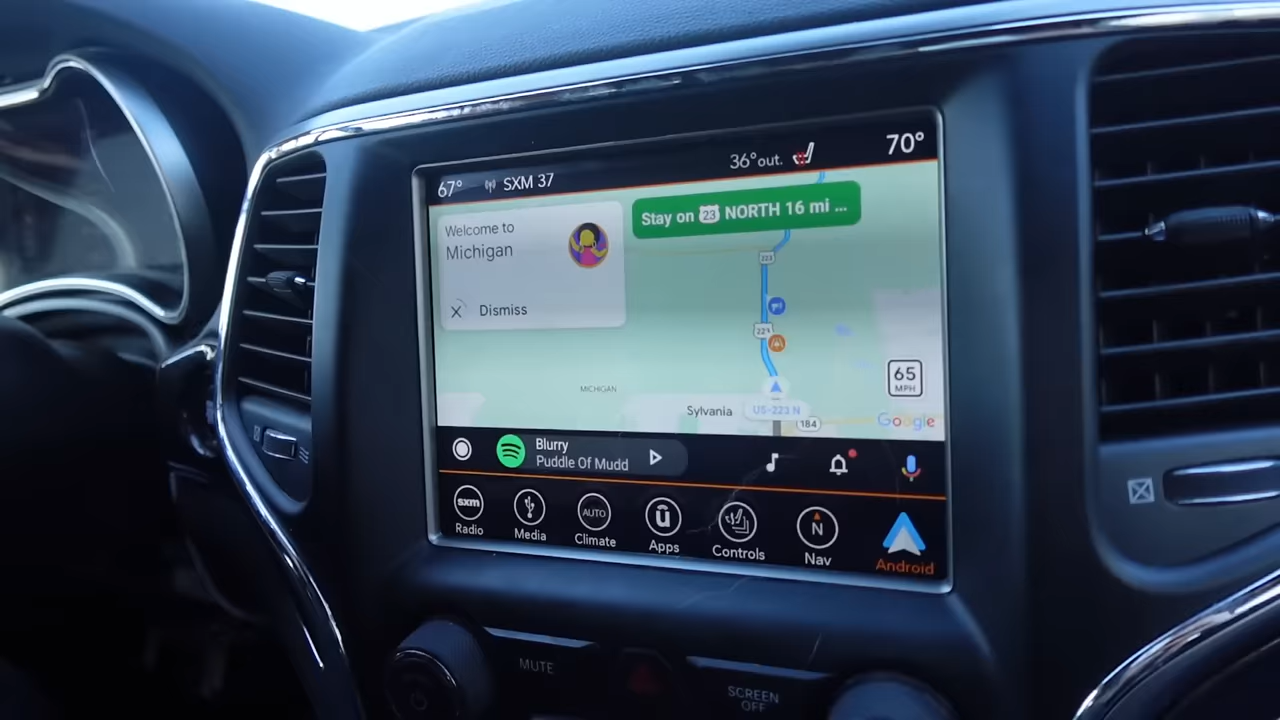 67°
SXM 37
36°out.
70°
Welcome to
Michigan
Dismiss
Stay on 23 NORTH 16 mi ...
223
223
MICHIGAN
Sylvania
US-223 N
184
65
MPH
Google
Blurry
Puddle Of Mudd
sxm
Radio
Media
AUTO
Climate
û
Apps
Controls
N
Nav
Android
MUTE
SCREEN
OFF